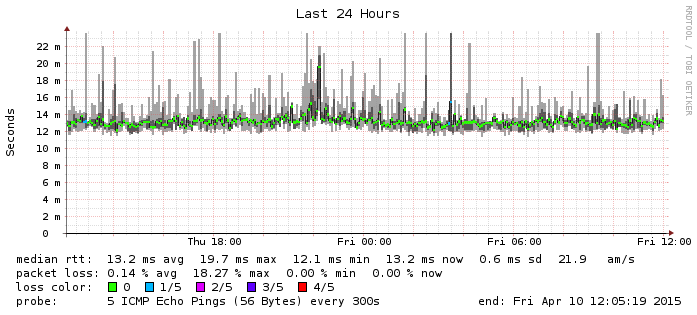 Last 24 Hours
RRDTOOL / TOBI OETIKER
Seconds
22 m
20 m
18 m
16 m
14 m
12 m
10 m
8 m
6 m
4 m
2 m
0
Thu 18:00 Fri 00:00 Fri 06:00 Fri 12:00
median rtt: 13.2 ms avg 19.7 ms max 12.1 ms min 13.2 ms now 0.6 ms sd 21.9 am/s
packet loss: 0.14 % avg 18.27 % max 0.00 % min 0.00 % now
loss color: 0 1/5 2/5 3/5 4/5
probe: 5 ICMP Echo Pings (56 Bytes) every 300s end: Fri Apr 10 12:05:19 2015